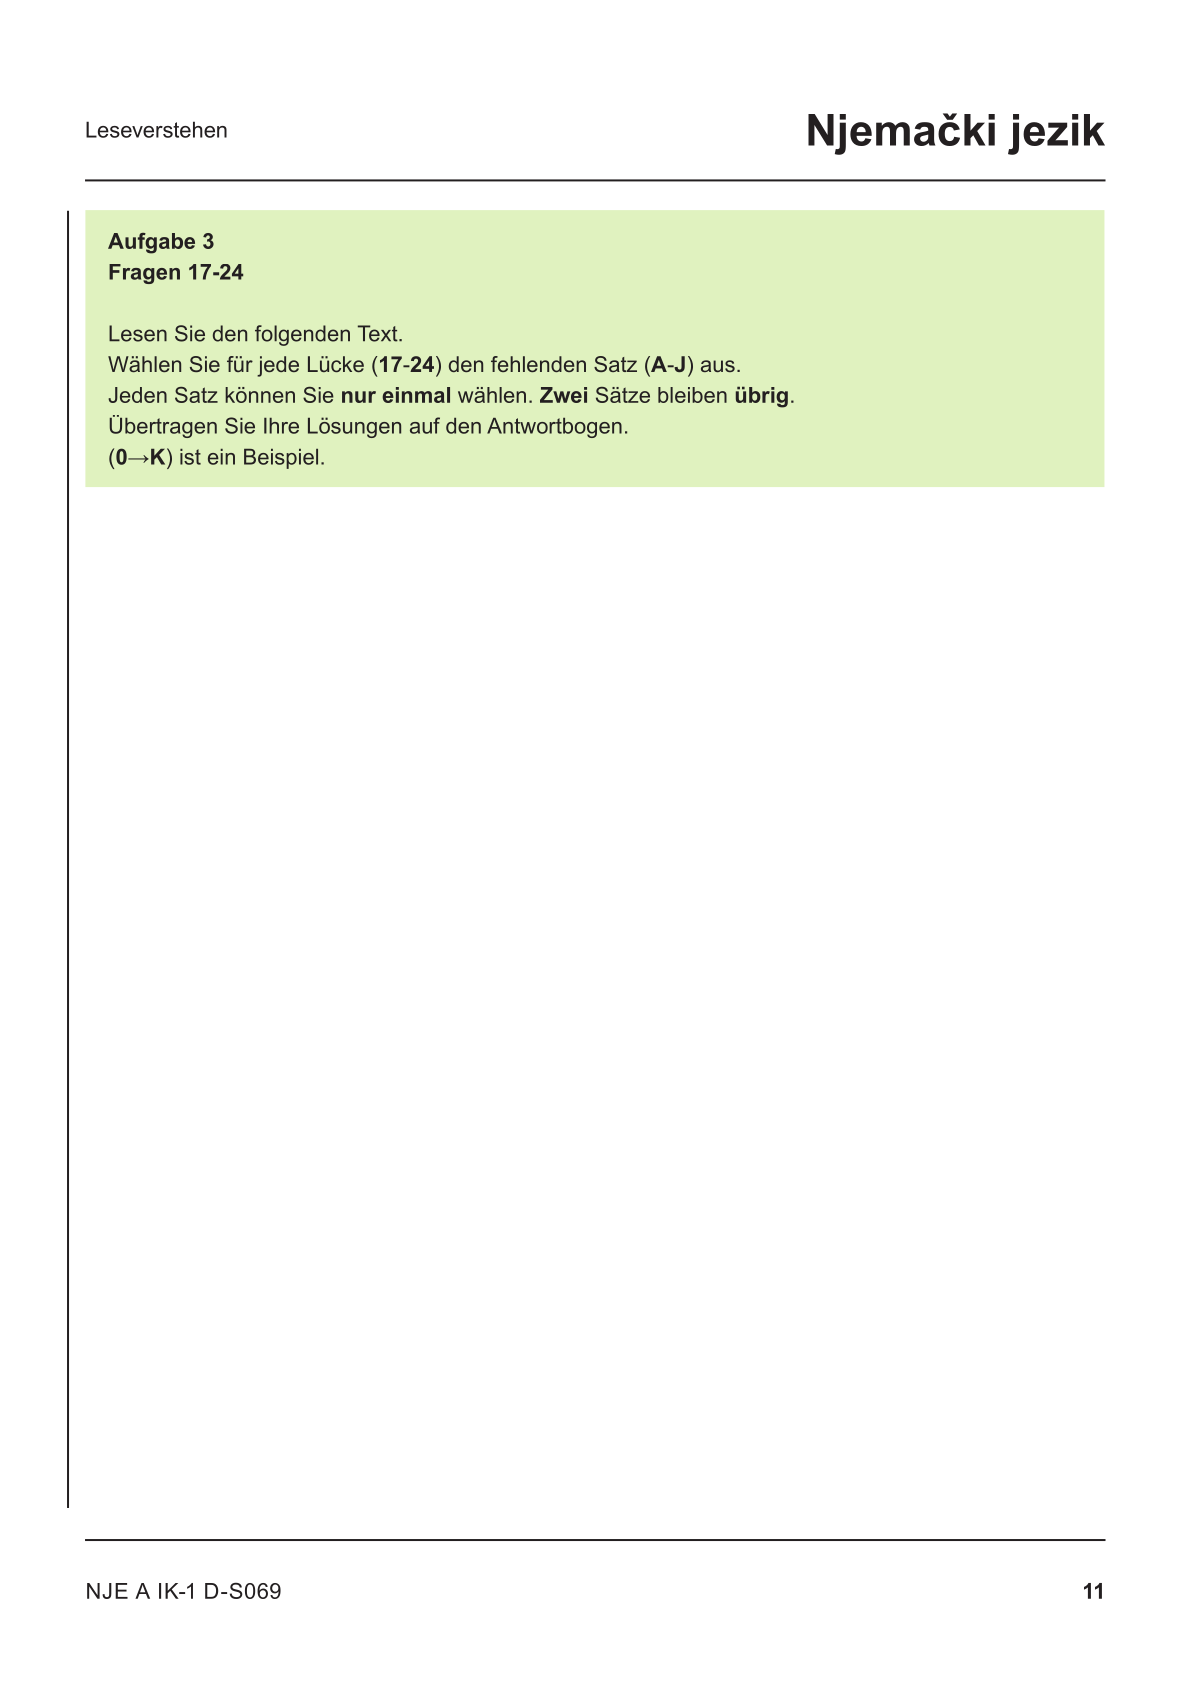 Leseverstehen
Njemački jezik
Aufgabe 3
Fragen 17-24
Lesen Sie den folgenden Text.
Wählen Sie für jede Lücke (17-24) den fehlenden Satz (A-J) aus.
Jeden Satz können Sie nur einmal wählen. Zwei Sätze bleiben übrig.
Übertragen Sie Ihre Lösungen auf den Antwortbogen.
(0→K) ist ein Beispiel.
NJE A IK-1 D-S069
11